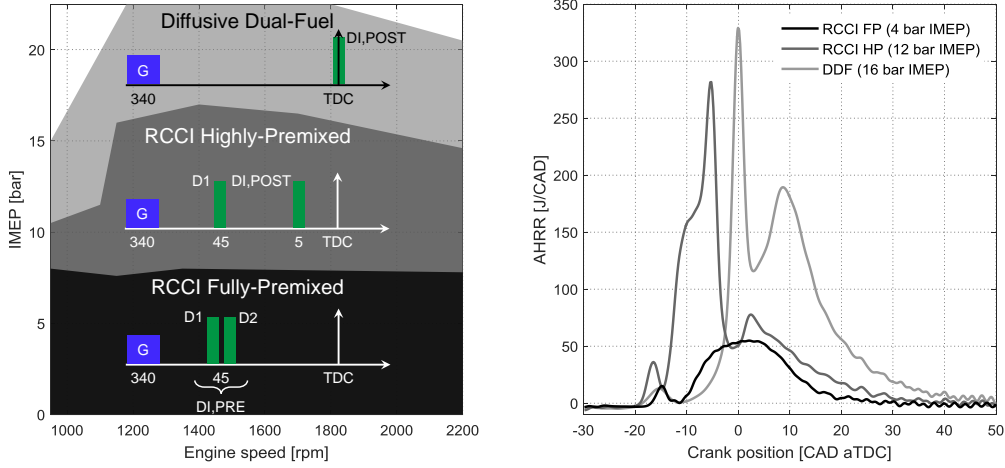 Diffusive Dual-Fuel
DI,POST
G
340
TDC
RCCI Highly-Premixed
D1
DI,POST
G
340
45
5
TDC
RCCI Fully-Premixed
D1
D2
G
340
45
TDC
DI,PRE
20
15
10
5
0
IMEP [bar]
1000
1200
1400
1600
1800
2000
2200
Engine speed [rpm]
350
300
250
200
150
100
50
0
AHRR [J/CAD]
RCCI FP (4 bar IMEP)
RCCI HP (12 bar IMEP)
DDF (16 bar IMEP)
-30
-20
-10
0
10
20
30
40
50
Crank position [CAD aTDC]